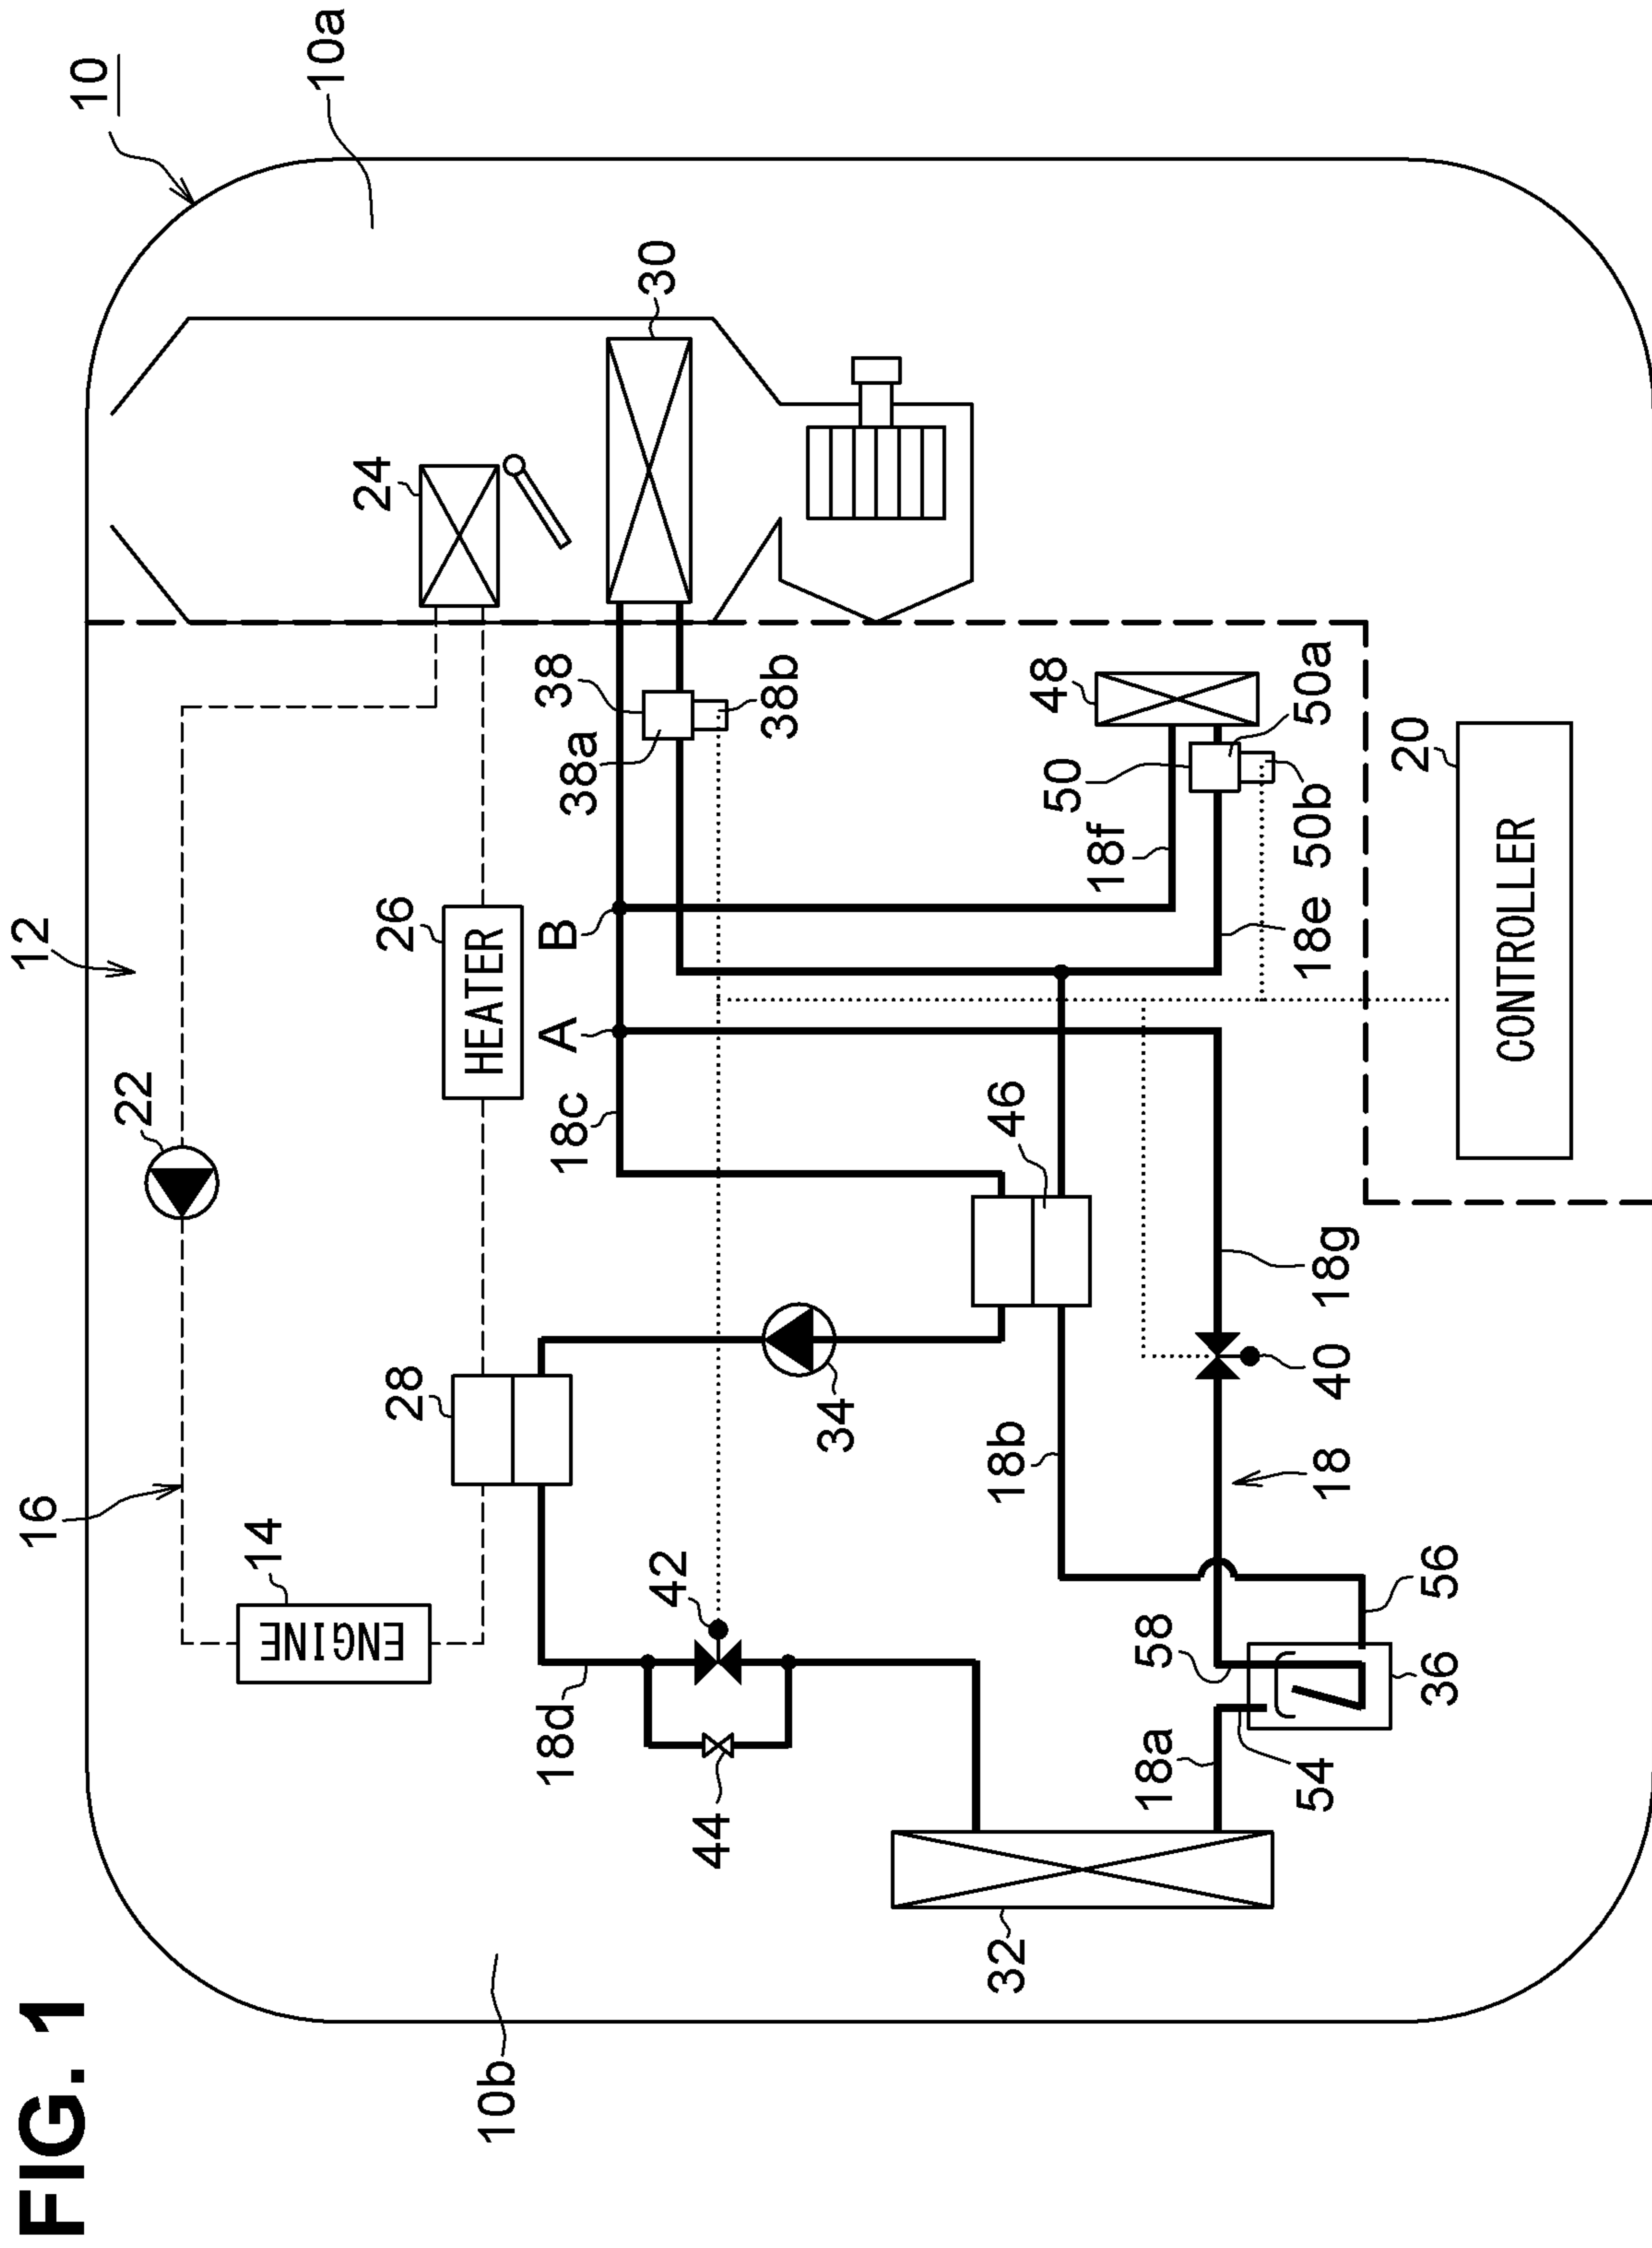 FIG. 1
10
10a
10b
12
16
22
14
ENGINE
24
26
HEATER
28
30
38
38a
38b
A
B
18c
42
18d
44
34
46
48
50
50a
50b
18f
18e
20
CONTROLLER
18g
40
18b
18
58
56
36
54
18a
32